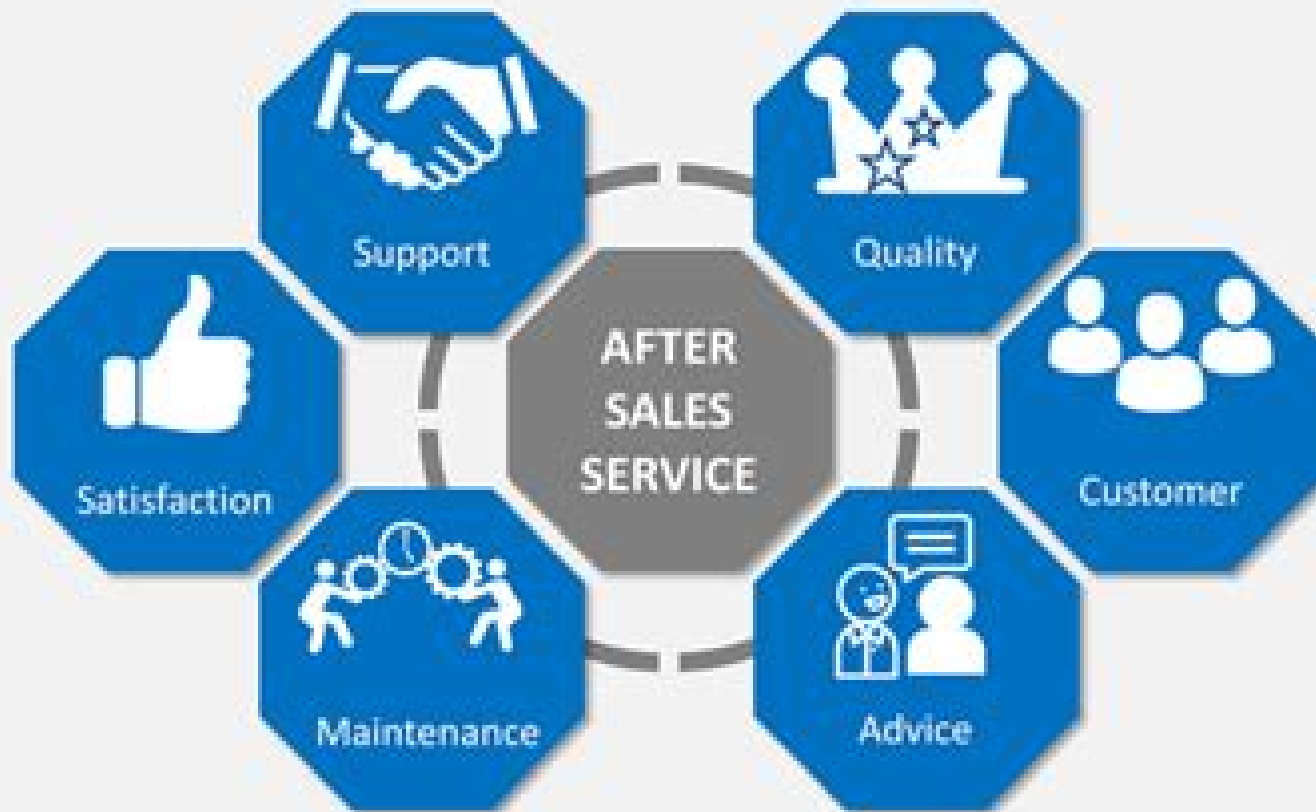 Support
Quality
AFTER
SALES
SERVICE
Satisfaction
Customer
Maintenance
Advice